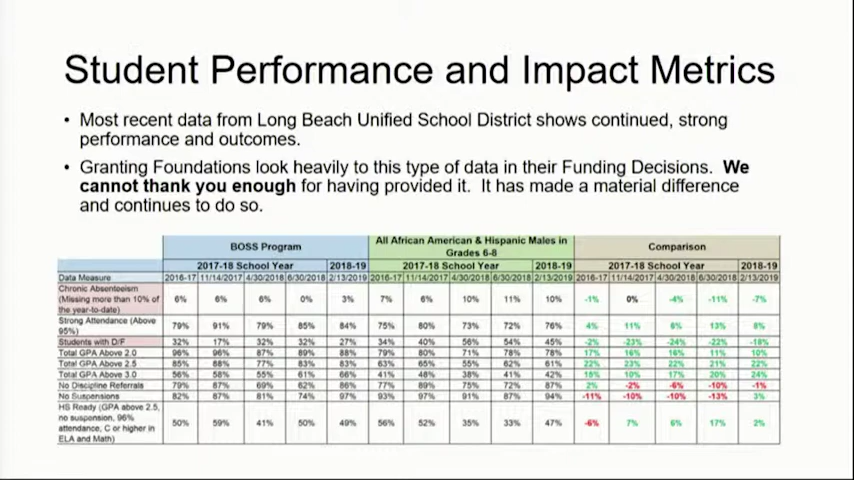 Student Performance and Impact Metrics
• Most recent data from Long Beach Unified School District shows continued, strong
performance and outcomes.
• Granting Foundations look heavily to this type of data in their Funding Decisions. We
cannot thank you enough for having provided it. It has made a material difference
and continues to do so.
BOSS Program All African American & Hispanic Males in Grades 6-8 Comparison
2017-18 School Year 2018-19 2017-18 School Year 2018-19 2017-18 School Year 2018-19
Data Measure 2016-17 11/14/2017 4/30/2018 6/30/2018 2/13/2019 2016-17 11/14/2017 4/30/2018 6/30/2018 2/13/2019 2016-17 11/14/2017 4/30/2018 6/30/2018 2/13/2019
Chronic Absenteeism
(Missing more than 10% of
the year-to-date) 6% 6% 6% 0% 3% 7% 6% 10% 11% 10% -1% 0% -4% -11% -7%
Strong Attendance (Above
95%) 79% 91% 79% 85% 84% 75% 80% 73% 72% 76% 4% 11% 6% 13% 8%
Students with D/F 32% 17% 32% 32% 27% 34% 40% 56% 54% 45% -2% -23% -24% -22% -18%
Total GPA Above 2.0 96% 96% 87% 89% 88% 79% 80% 71% 78% 78% 17% 16% 16% 11% 10%
Total GPA Above 2.5 85% 88% 77% 83% 83% 63% 65% 55% 62% 61% 22% 23% 22% 21% 22%
Total GPA Above 3.0 56% 58% 55% 61% 66% 41% 48% 38% 41% 42% 15% 10% 17% 20% 24%
No Discipline Referrals 79% 87% 69% 62% 86% 77% 89% 75% 72% 87% 2% -2% -6% -10% -1%
No Suspensions 82% 87% 81% 74% 97% 93% 97% 91% 87% 94% -11% -10% -10% -13% 3%
HS Ready (GPA above 2.5,
no suspension, 96%
attendance, C or higher in
ELA and Math) 50% 59% 41% 50% 49% 56% 52% 35% 33% 47% -6% 7% 6% 17% 2%